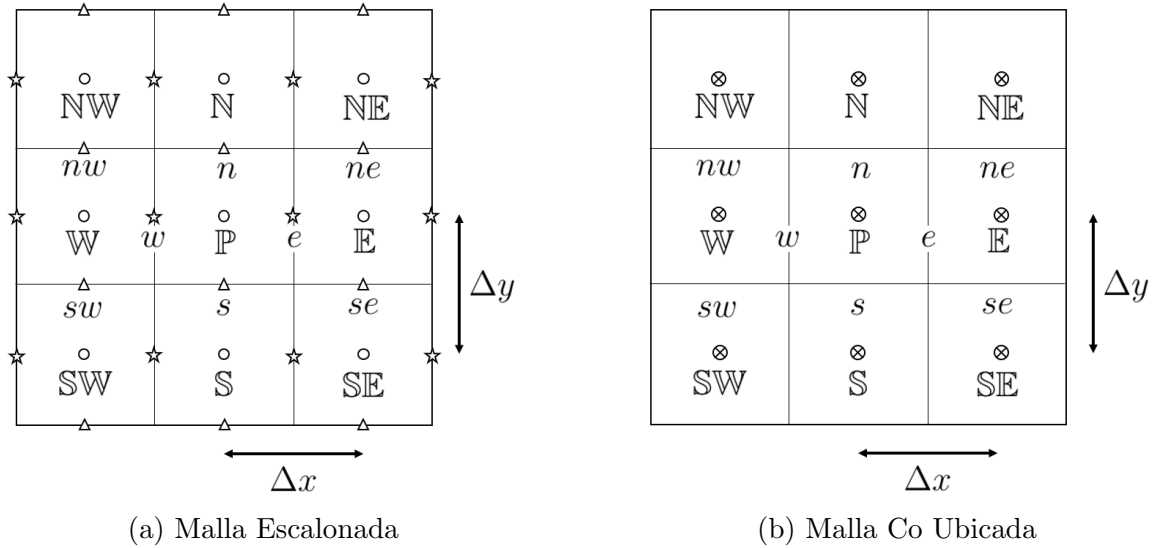 ℕ𝕎 ℕ ℕ𝔼 ℕ𝕎 ℕ ℕ𝔼
nw n ne nw n ne
𝕎 w ℙ e 𝔼 𝕎 w ℙ e 𝔼
Δy Δy
sw s se sw s se
𝕊𝕎 𝕊 𝕊𝔼 𝕊𝕎 𝕊 𝕊𝔼
Δx Δx
(a) Malla Escalonada (b) Malla Co Ubicada